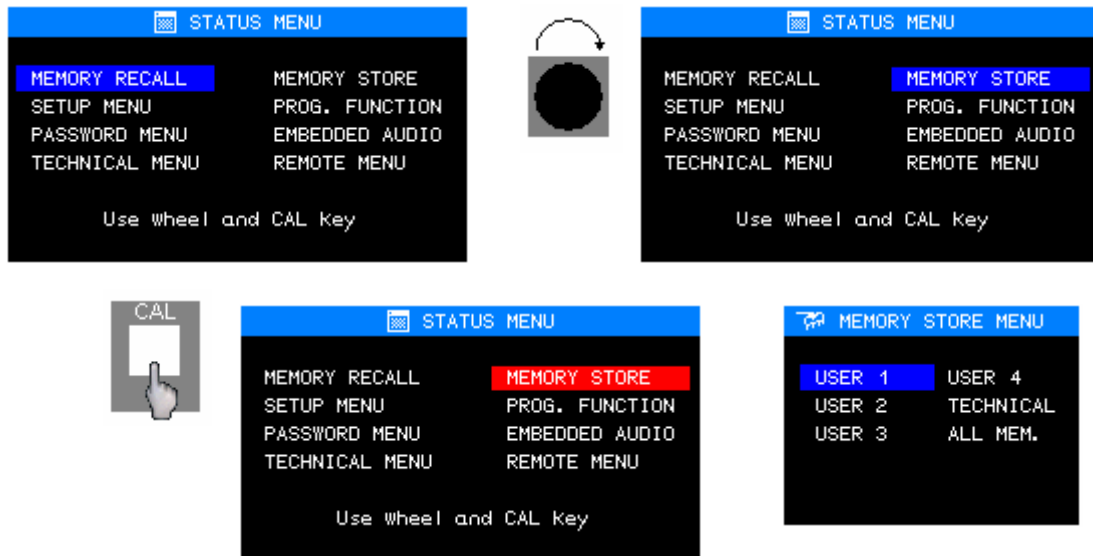 STATUS MENU
MEMORY RECALL MEMORY STORE
SETUP MENU PROG. FUNCTION
PASSWORD MENU EMBEDDED AUDIO
TECHNICAL MENU REMOTE MENU
Use Wheel and CAL Key
STATUS MENU
MEMORY RECALL MEMORY STORE
SETUP MENU PROG. FUNCTION
PASSWORD MENU EMBEDDED AUDIO
TECHNICAL MENU REMOTE MENU
Use Wheel and CAL Key
CAL
STATUS MENU
MEMORY RECALL MEMORY STORE
SETUP MENU PROG. FUNCTION
PASSWORD MENU EMBEDDED AUDIO
TECHNICAL MENU REMOTE MENU
Use Wheel and CAL Key
MEMORY STORE MENU
USER 1 USER 4
USER 2 TECHNICAL
USER 3 ALL MEM.